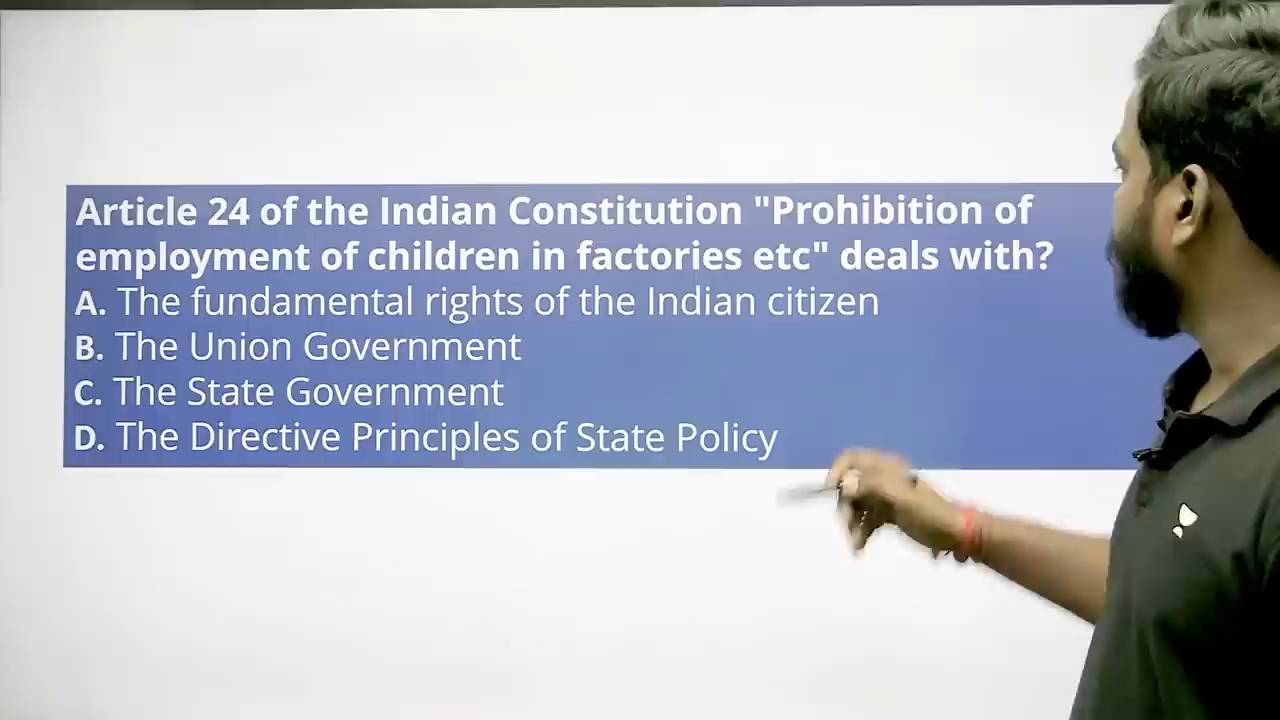 Article 24 of the Indian Constitution "Prohibition of
employment of children in factories etc" deals with?
A. The fundamental rights of the Indian citizen
B. The Union Government
C. The State Government
D. The Directive Principles of State Policy